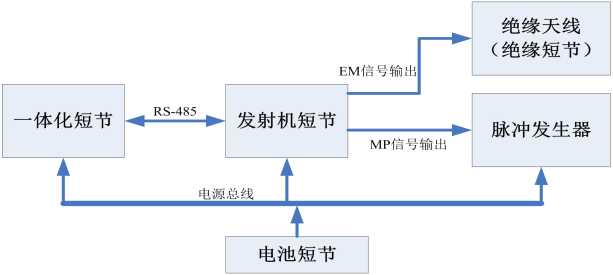 绝缘天线
（绝缘短节）
EM信号输出
一体化短节
RS-485
发射机短节
脉冲发生器
MP信号输出
电源总线
电池短节